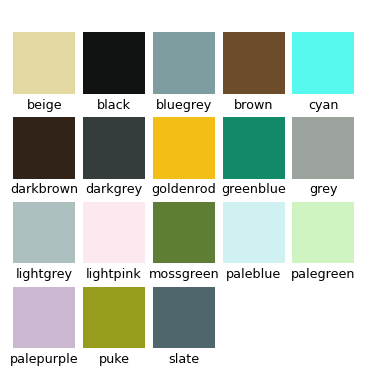 beige black bluegrey brown cyan
darkbrown darkgrey goldenrod greenblue grey
lightgrey lightpink mossgreen paleblue palegreen
palepurple puke slate